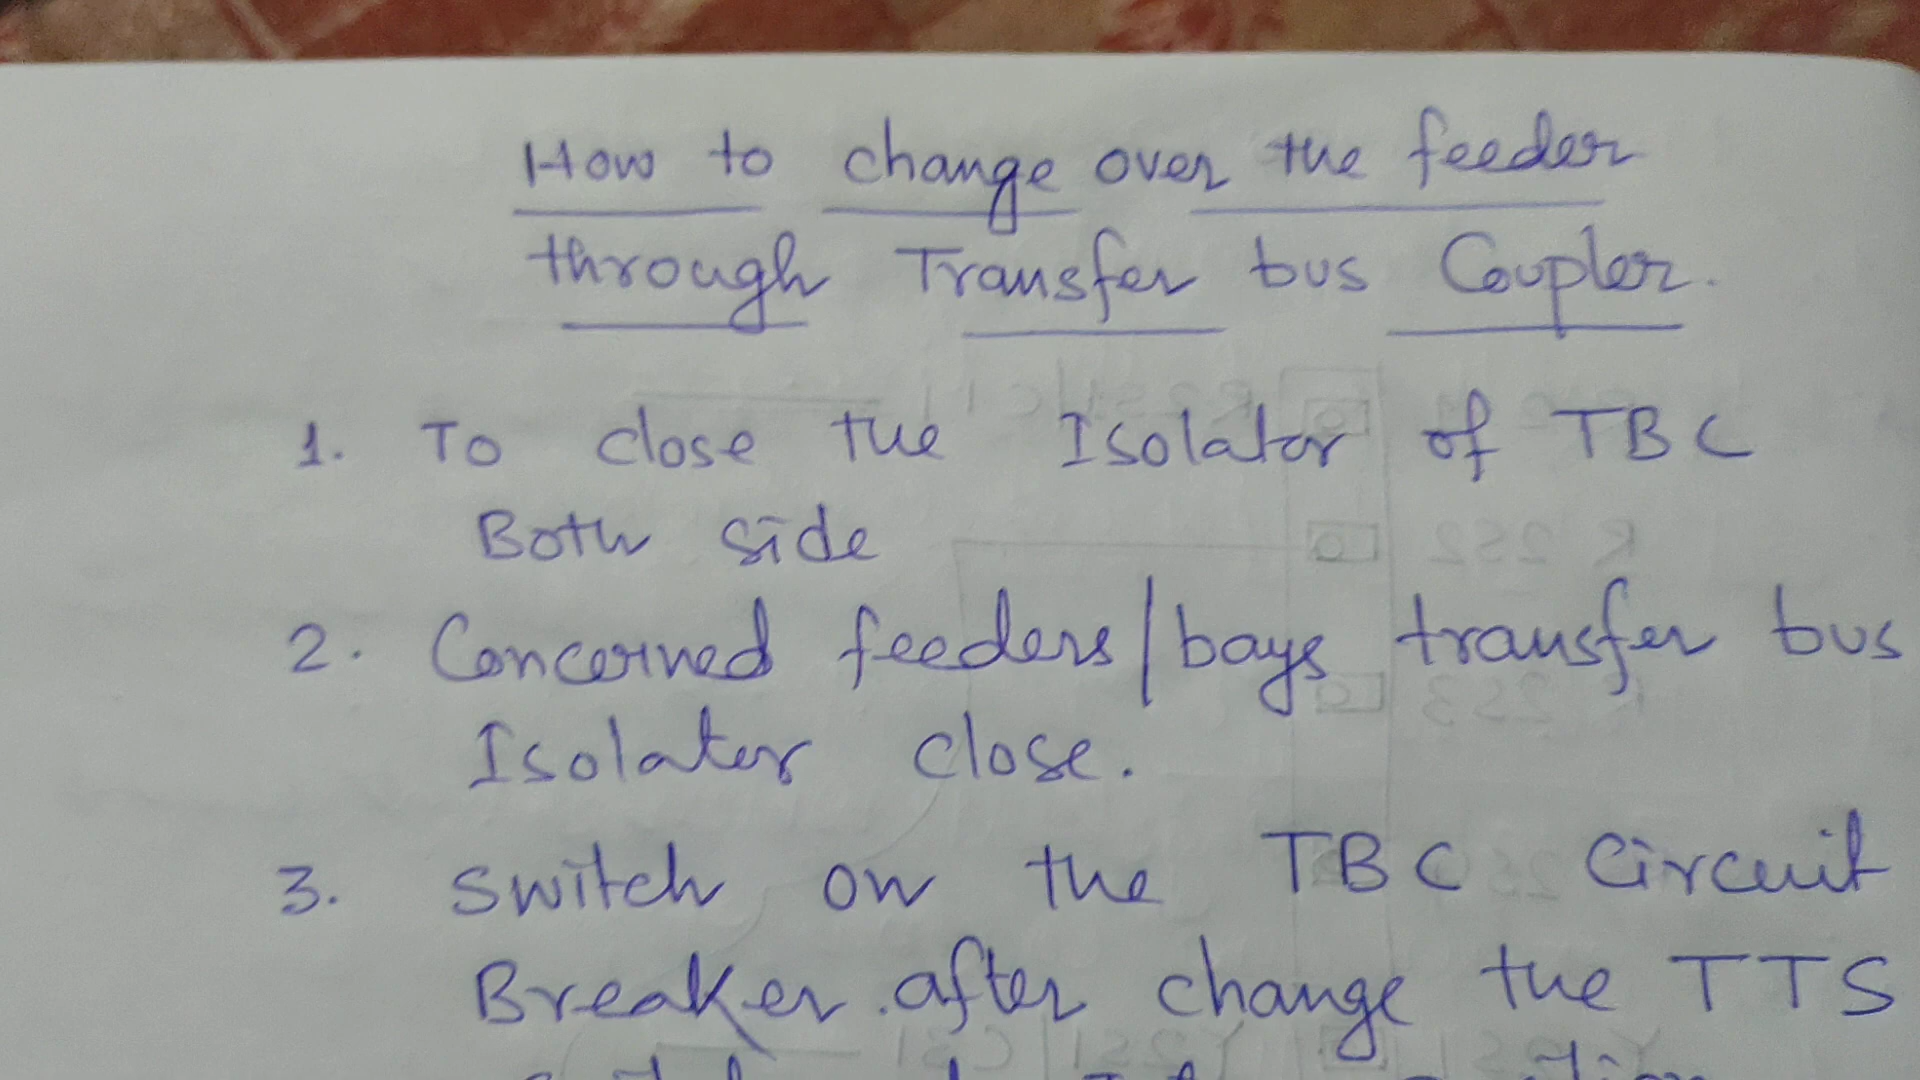 How to change over the feeder
through Transfer bus Coupler.
1. To close the Isolator of TBC
Both side
2. Concerned feeders/bays transfer bus
Isolator close.
3. Switch on the TBC Circuit
Breaker. after change the TTS